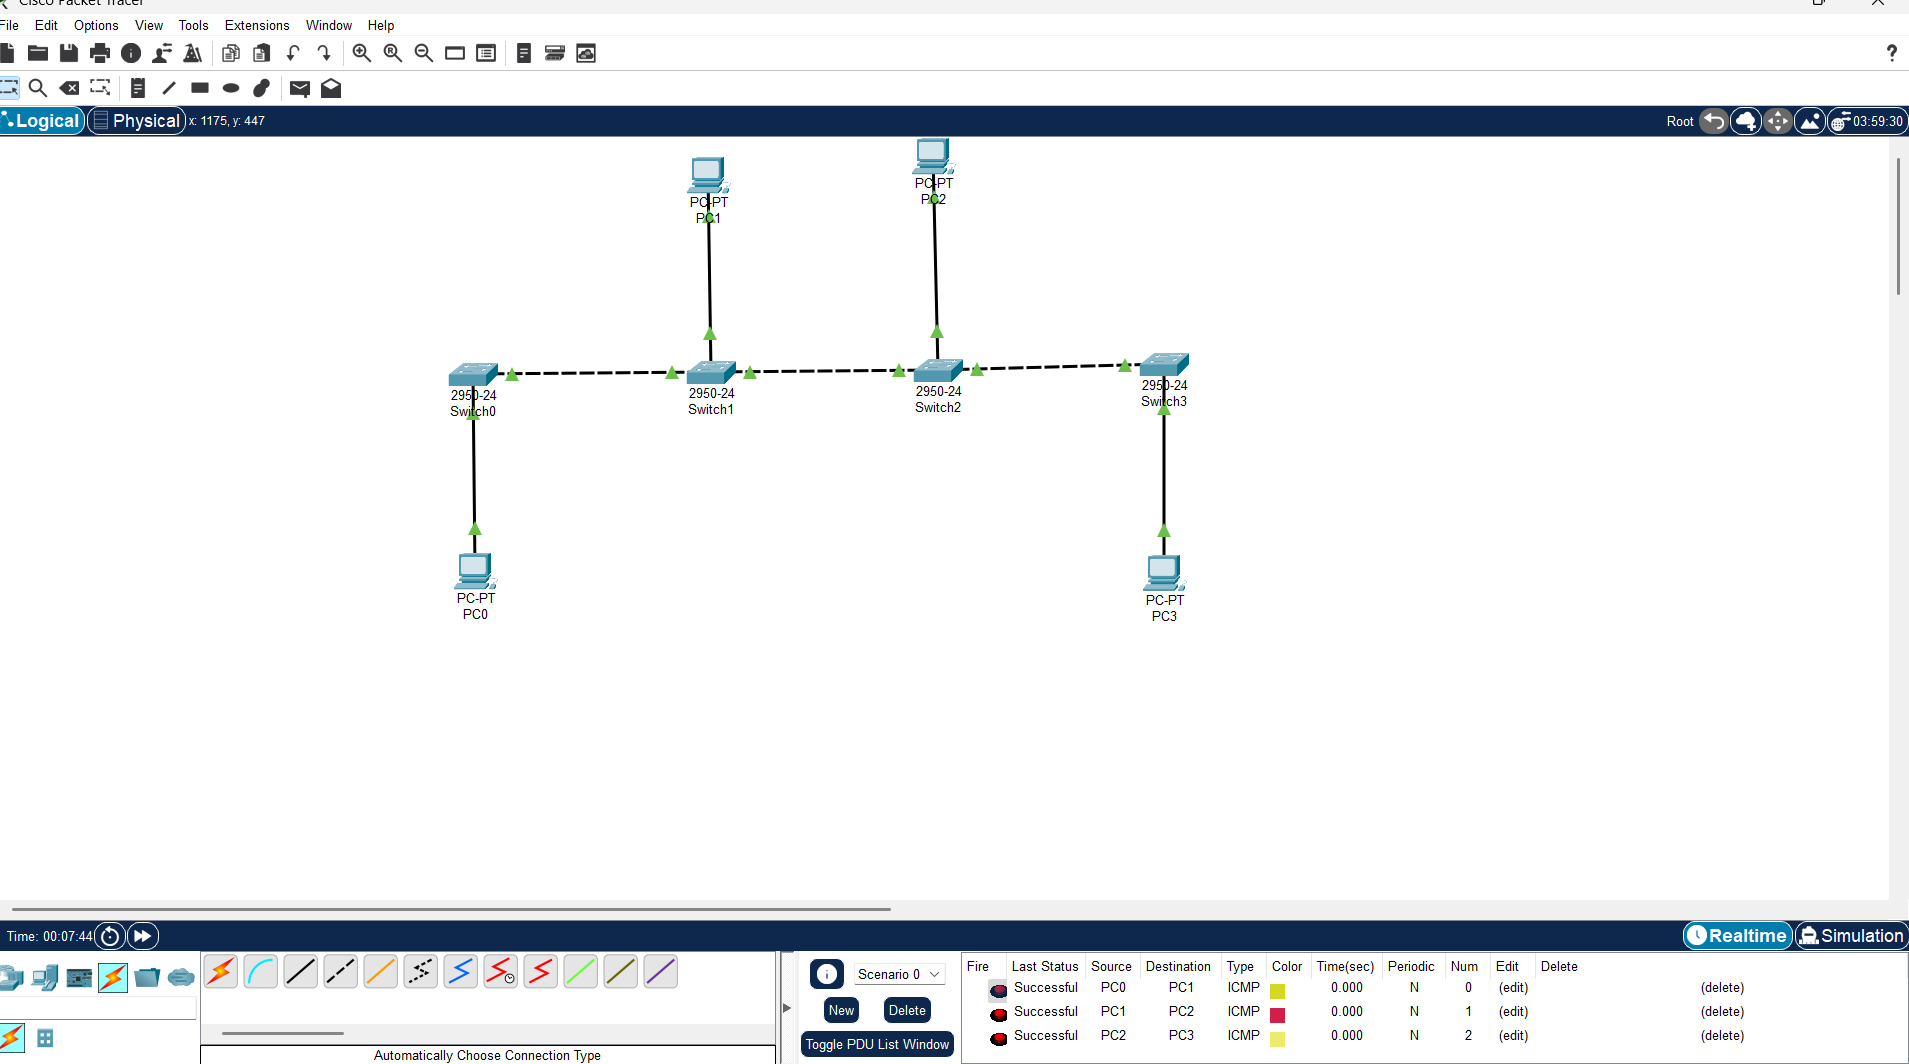 Cisco Packet Tracer
File Edit Options View Tools Extensions Window Help
Logical Physical x: 1175, y: 447 Root 03:59:30
PC-PT
PC1
PC-PT
PC2
2950-24
Switch0
2950-24
Switch1
2950-24
Switch2
2950-24
Switch3
PC-PT
PC0
PC-PT
PC3
Time: 00:07:44 Realtime Simulation
Automatically Choose Connection Type
Scenario 0
New Delete
Toggle PDU List Window
Fire Last Status Source Destination Type Color Time(sec) Periodic Num Edit Delete
Successful PC0 PC1 ICMP 0.000 N 0 (edit) (delete)
Successful PC1 PC2 ICMP 0.000 N 1 (edit) (delete)
Successful PC2 PC3 ICMP 0.000 N 2 (edit) (delete)